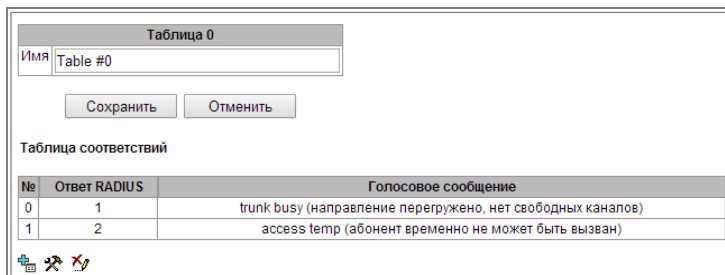 Таблица 0
Имя Table #0
Сохранить Отменить
Таблица соответствий
№ Ответ RADIUS Голосовое сообщение
0 1 trunk busy (направление перегружено, нет свободных каналов)
1 2 access temp (абонент временно не может быть вызван)